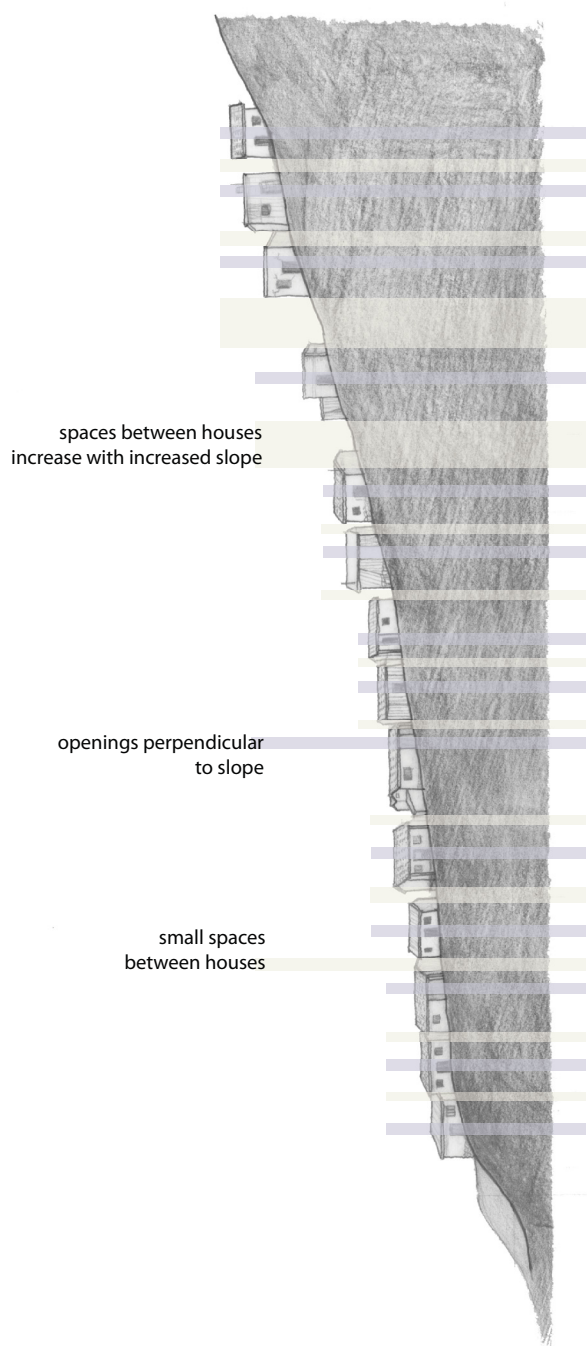 spaces between houses
increase with increased slope
openings perpendicular
to slope
small spaces
between houses